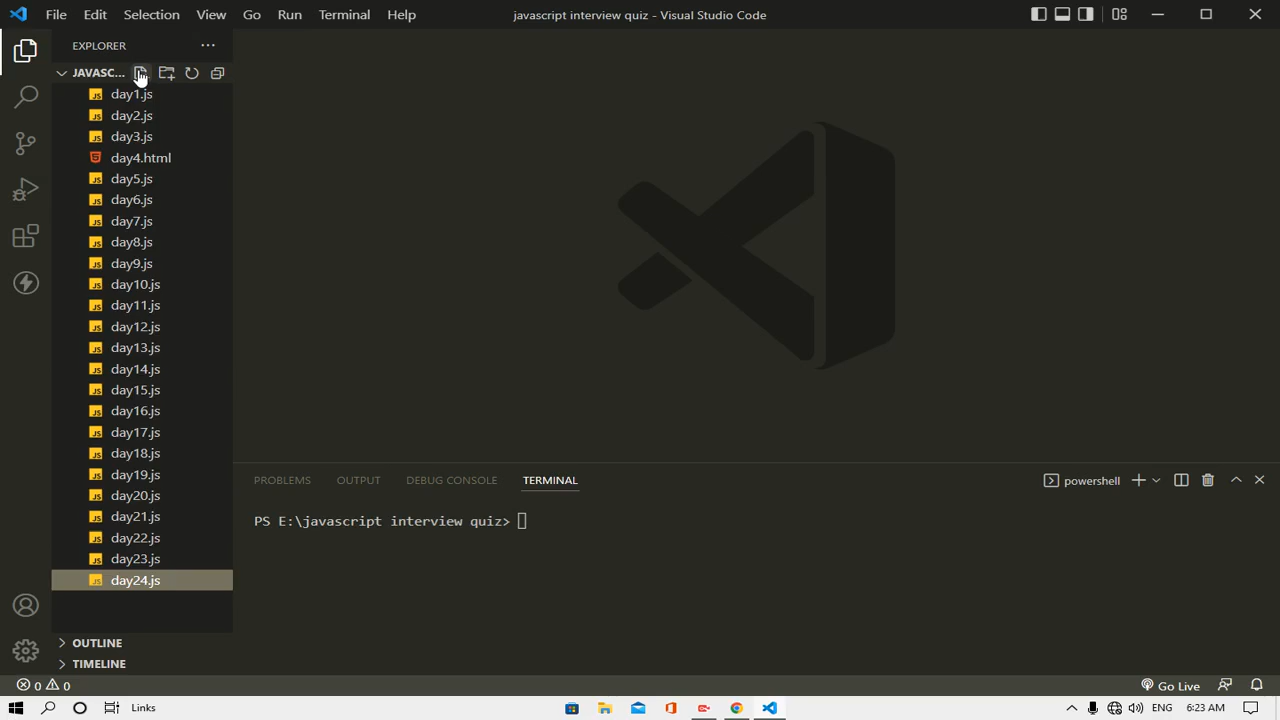 File Edit Selection View Go Run Terminal Help
javascript interview quiz - Visual Studio Code
EXPLORER
JAVASC...
day1.js
day2.js
day3.js
day4.html
day5.js
day6.js
day7.js
day8.js
day9.js
day10.js
day11.js
day12.js
day13.js
day14.js
day15.js
day16.js
day17.js
day18.js
day19.js
day20.js
day21.js
day22.js
day23.js
day24.js
OUTLINE
TIMELINE
PROBLEMS OUTPUT DEBUG CONSOLE TERMINAL
powershell
PS E:\javascript interview quiz>
0 0
Go Live
Links
ENG 6:23 AM